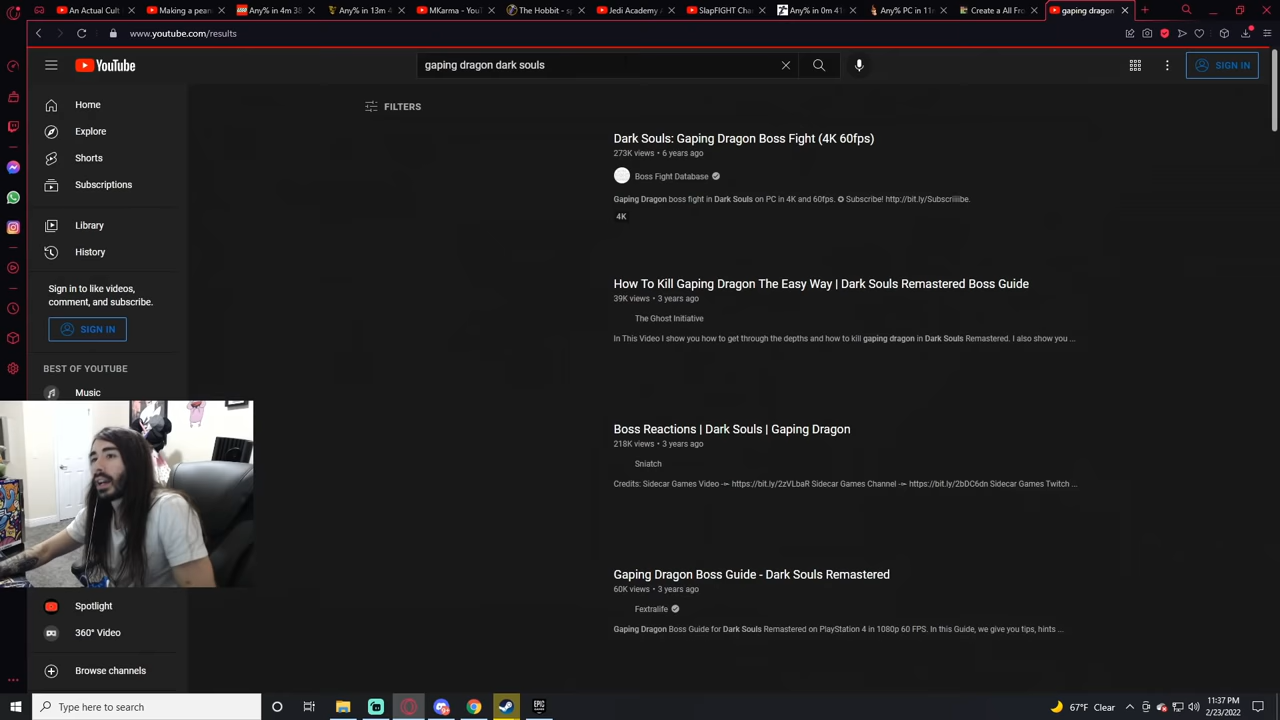 An Actual Cult
Making a pean
Any% in 4m 38
Any% in 13m 4
MKarma - You
The Hobbit - sp
Jedi Academy
SlapFIGHT Cha
Any% in 0m 41
Any% PC in 11
Create a All Fro
gaping dragon
www.youtube.com/results
YouTube
gaping dragon dark souls
SIGN IN
Home
Explore
Shorts
Subscriptions
Library
History
Sign in to like videos,
comment, and subscribe.
SIGN IN
BEST OF YOUTUBE
Music
Spotlight
360° Video
Browse channels
FILTERS
Dark Souls: Gaping Dragon Boss Fight (4K 60fps)
273K views • 6 years ago
Boss Fight Database
Gaping Dragon boss fight in Dark Souls on PC in 4K and 60fps. ✪ Subscribe! http://bit.ly/Subscriiiibe.
4K
How To Kill Gaping Dragon The Easy Way | Dark Souls Remastered Boss Guide
39K views • 3 years ago
The Ghost Initiative
In This Video I show you how to get through the depths and how to kill gaping dragon in Dark Souls Remastered. I also show you ...
Boss Reactions | Dark Souls | Gaping Dragon
218K views • 3 years ago
Sniatch
Credits: Sidecar Games Video -► https://bit.ly/2zVLbaR Sidecar Games Channel -► https://bit.ly/2bDC6dn Sidecar Games Twitch ...
Gaping Dragon Boss Guide - Dark Souls Remastered
60K views • 3 years ago
Fextralife
Gaping Dragon Boss Guide for Dark Souls Remastered on PlayStation 4 in 1080p 60 FPS. In this Guide, we give you tips, hints ...
Type here to search
EPIC
67°F Clear
11:37 PM
2/23/2022